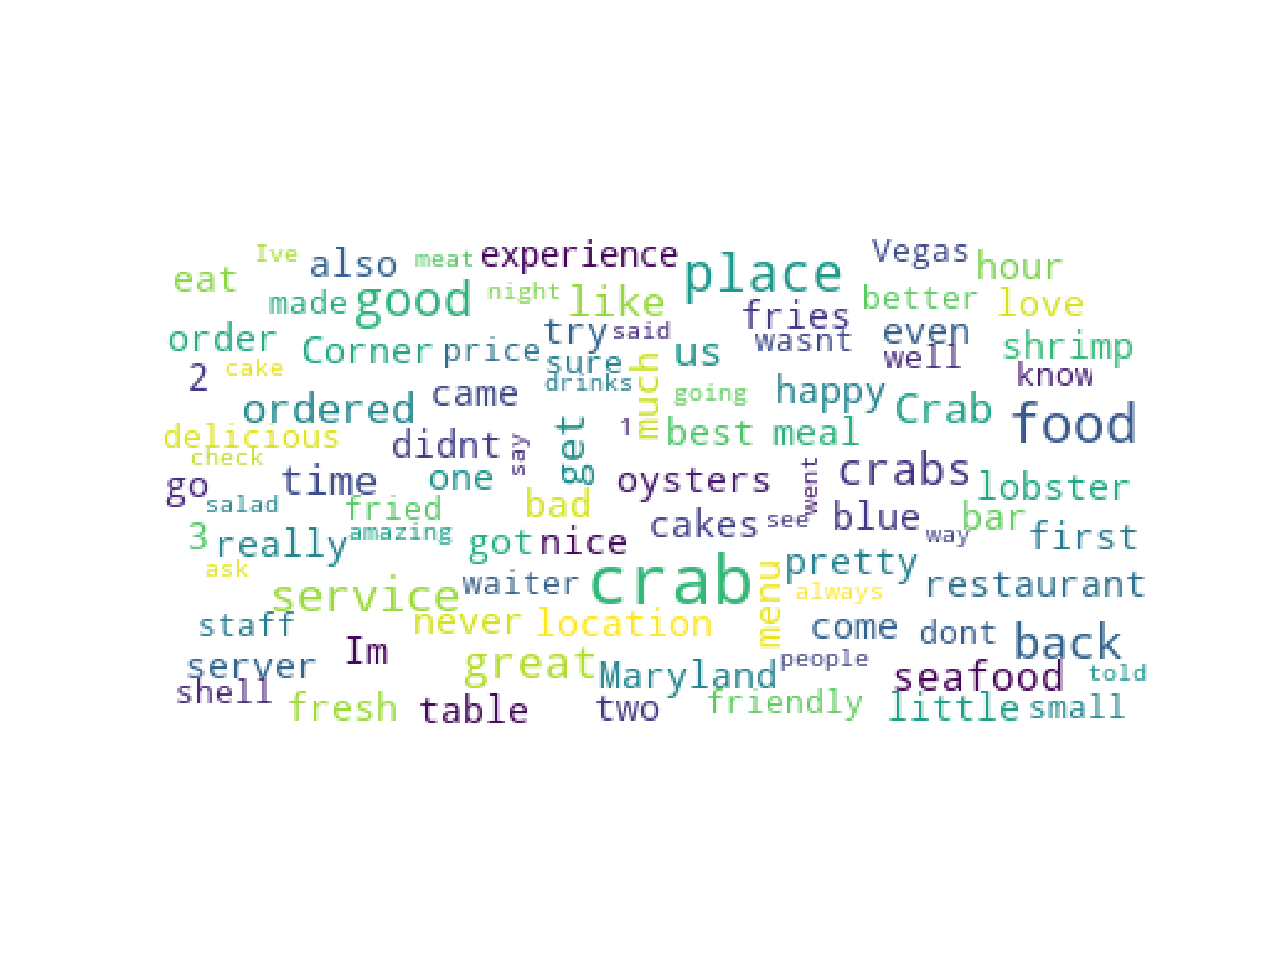 Ive also meat experience place Vegas hour
eat made good night like fries better love
order Corner price try said us wasnt even well shrimp
2 cake came sure drinks much going happy Crab know food
ordered delicious didnt say get 1 best meal
check go time one oysters went crabs lobster
salad fried bad cakes see blue way bar first
3 really amazing got nice
ask service waiter crab menu pretty always restaurant
staff never location come dont back
server Im great Maryland people seafood told
shell fresh table two friendly little small